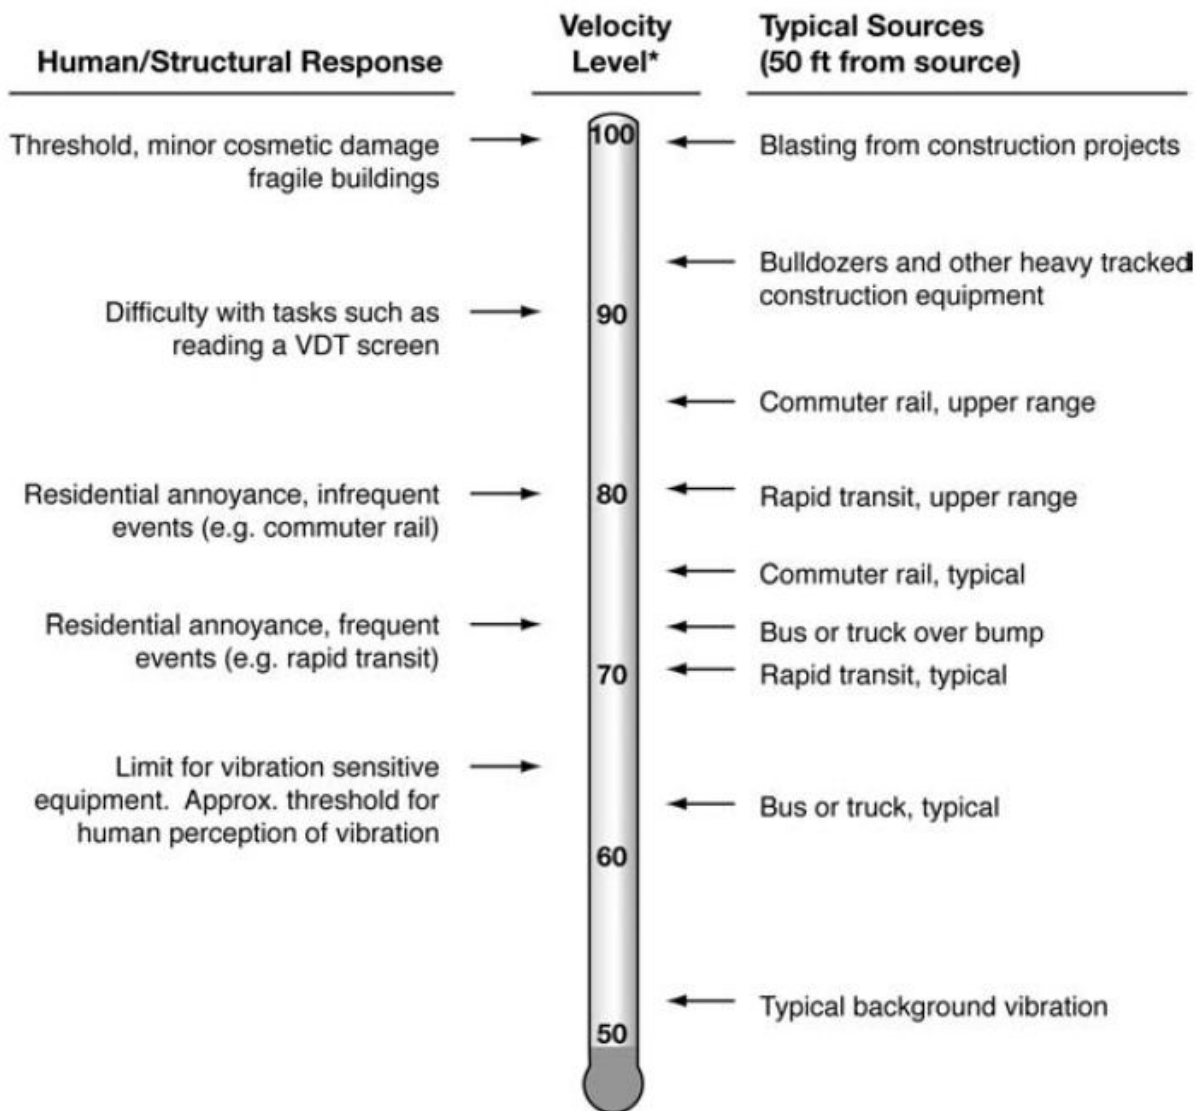 Human/Structural Response
Velocity
Level*
Typical Sources
(50 ft from source)
Threshold, minor cosmetic damage
fragile buildings
100
Blasting from construction projects
Bulldozers and other heavy tracked
construction equipment
Difficulty with tasks such as
reading a VDT screen
90
Commuter rail, upper range
Residential annoyance, infrequent
events (e.g. commuter rail)
80
Rapid transit, upper range
Commuter rail, typical
Residential annoyance, frequent
events (e.g. rapid transit)
Bus or truck over bump
70
Rapid transit, typical
Limit for vibration sensitive
equipment. Approx. threshold for
human perception of vibration
Bus or truck, typical
60
Typical background vibration
50